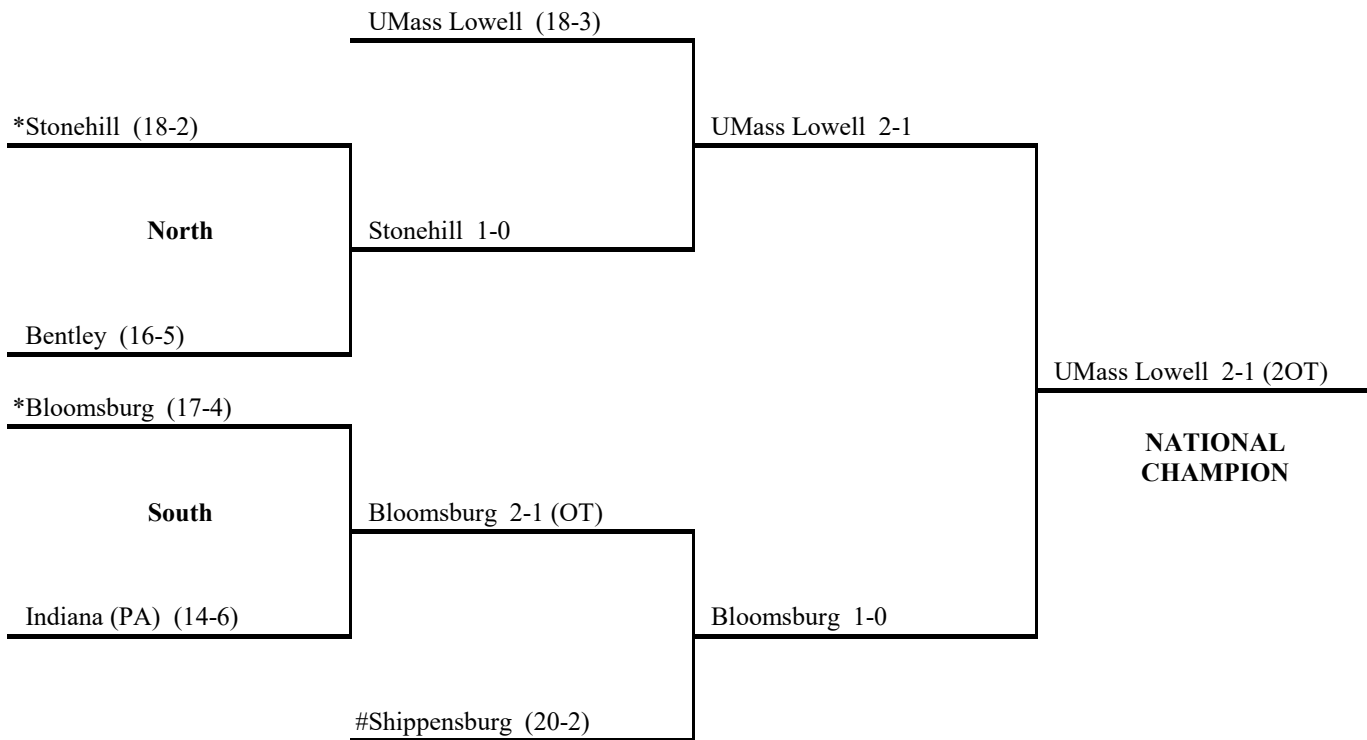 UMass Lowell (18-3)
*Stonehill (18-2)
UMass Lowell 2-1
North
Stonehill 1-0
Bentley (16-5)
UMass Lowell 2-1 (2OT)
*Bloomsburg (17-4)
NATIONAL
CHAMPION
South
Bloomsburg 2-1 (OT)
Indiana (PA) (14-6)
Bloomsburg 1-0
#Shippensburg (20-2)